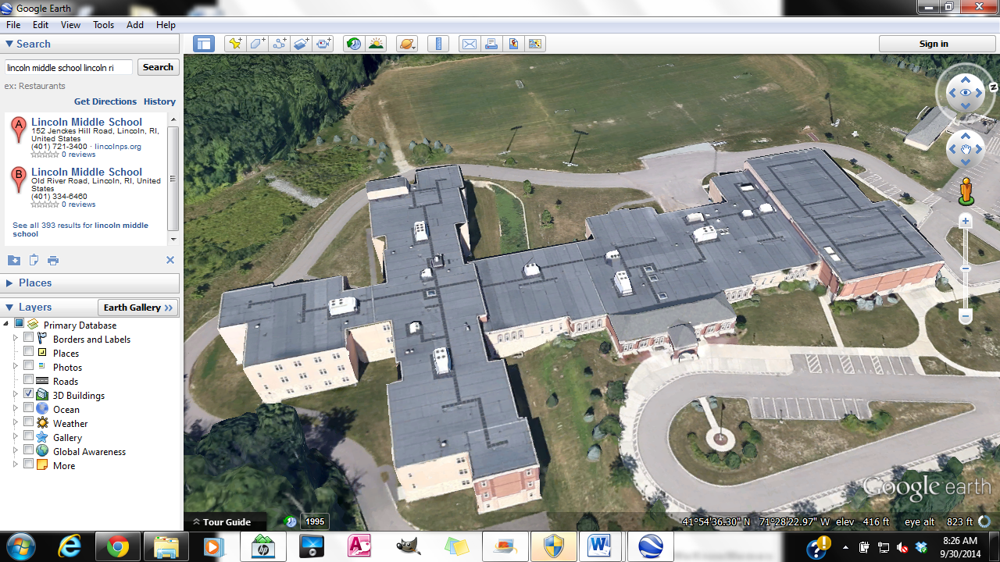 Google Earth
File Edit View Tools Add Help
Search
Sign in
lincoln middle school lincoln ri
Search
ex: Restaurants
Get Directions History
A
Lincoln Middle School
152 Jenckes Hill Road, Lincoln, RI,
United States
(401) 721-3400 · lincolnps.org
0 reviews
B
Lincoln Middle School
Old River Road, Lincoln, RI, United
States
(401) 334-6460
0 reviews
See all 393 results for lincoln middle
school
Places
Layers
Earth Gallery »
Primary Database
Borders and Labels
Places
Photos
Roads
3D Buildings
Ocean
Weather
Gallery
Global Awareness
More
Z
Google earth
Tour Guide
1995
41°54'36.30" N 71°28'22.97" W elev 416 ft eye alt 823 ft
8:26 AM
9/30/2014